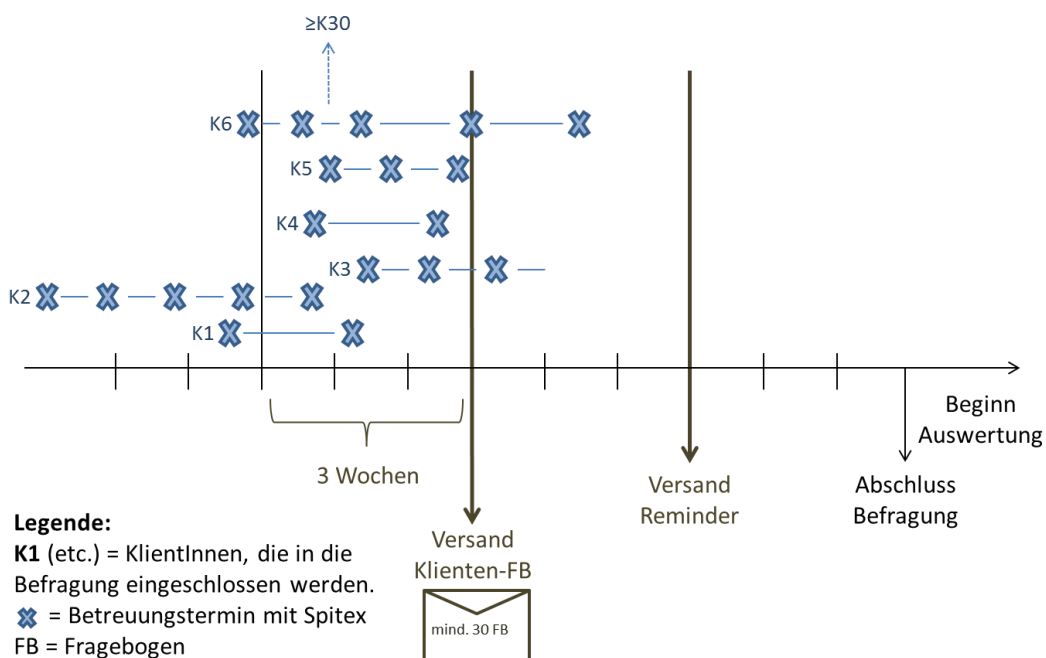 ≥K30
K6
K5
K4
K3
K2
K1
Beginn
Auswertung
3 Wochen
Versand
Reminder
Abschluss
Befragung
Versand
Klienten-FB
mind. 30 FB
Legende:
K1 (etc.) = KlientInnen, die in die
Befragung eingeschlossen werden.
= Betreuungstermin mit Spitex
FB = Fragebogen